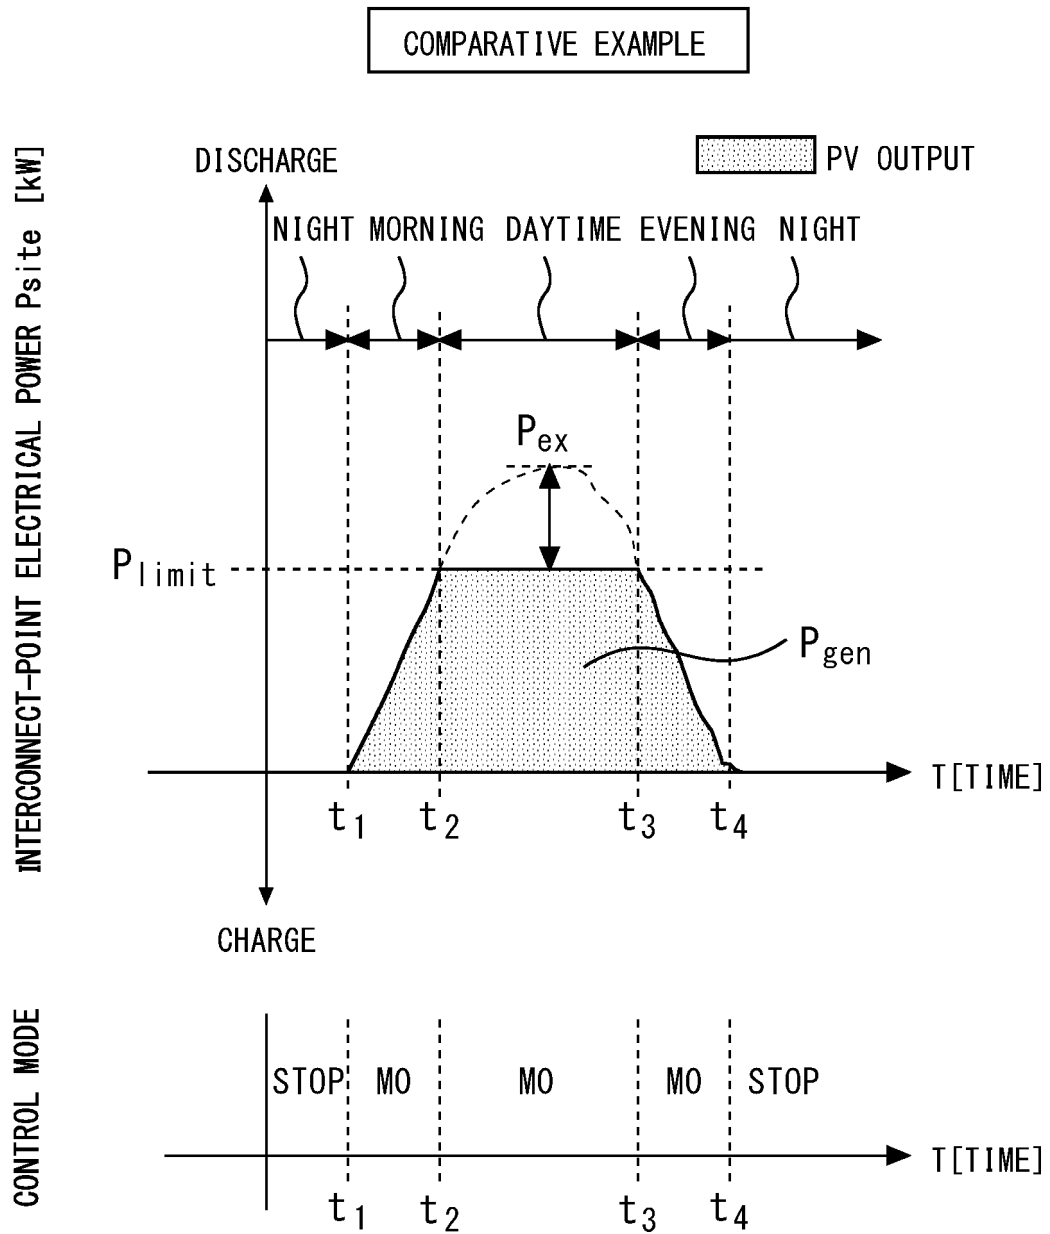 COMPARATIVE EXAMPLE
INTERCONNECT-POINT ELECTRICAL POWER Psite [kW]
DISCHARGE
PV OUTPUT
NIGHT MORNING DAYTIME EVENING NIGHT
Pex
Plimit
Pgen
T[TIME]
t1 t2 t3 t4
CHARGE
CONTROL MODE
STOP MO MO MO STOP
T[TIME]
t1 t2 t3 t4